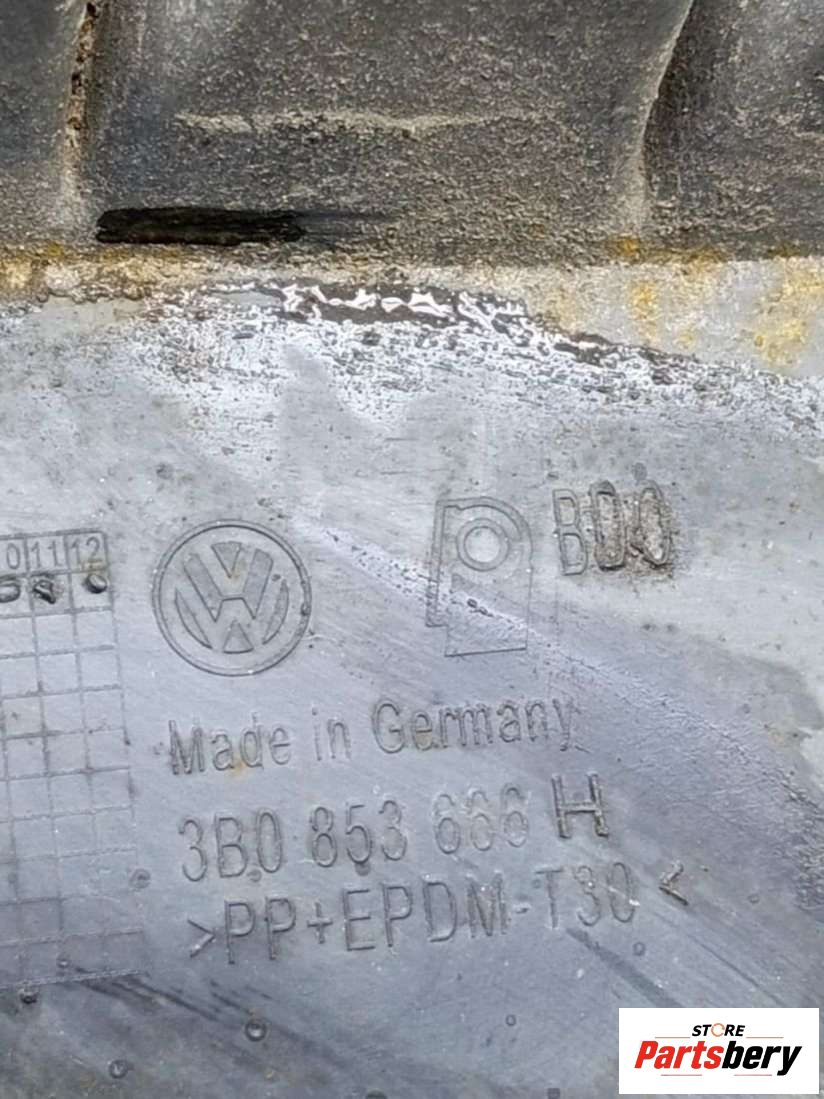 B00
0 11 12
Made in Germany
3B0 853 666 H
>PP+EPDM-T30<
STORE
Partsbery